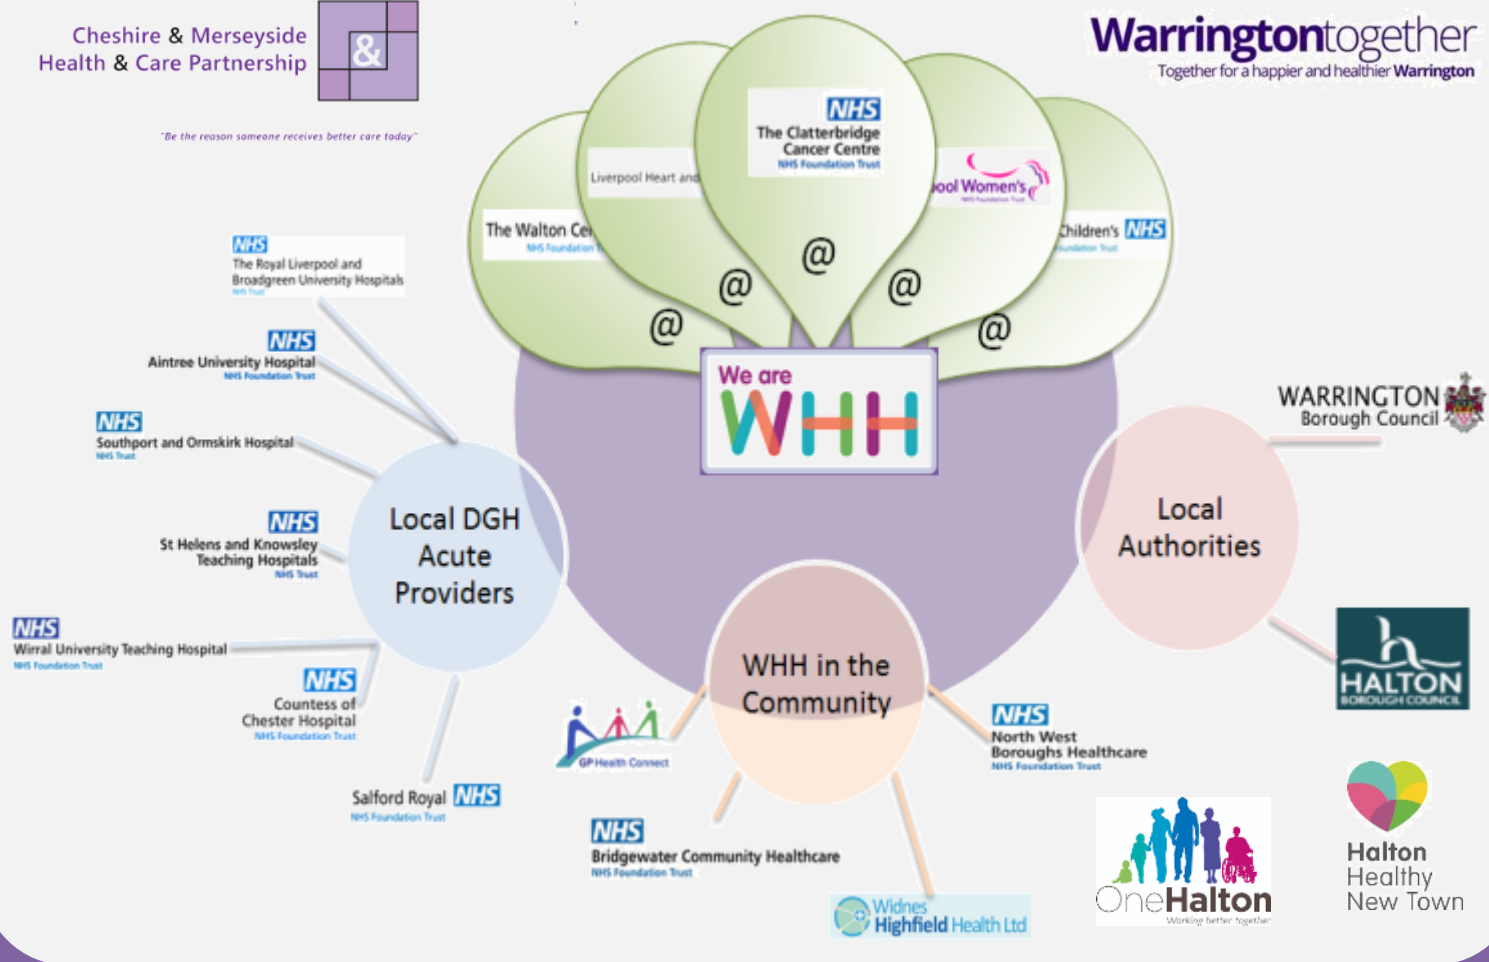 Cheshire & Merseyside
Health & Care Partnership
&
"Be the reason someone receives better care today"
Warringtontogether
Together for a happier and healthier Warrington
NHS
The Clatterbridge
Cancer Centre
NHS Foundation Trust
Liverpool Heart and
ool Women's
NHS Foundation Trust
The Walton Ce
NHS Foundation T
Children's NHS
oundation Trust
@
@
@
@
@
We are
WHH
NHS
The Royal Liverpool and
Broadgreen University Hospitals
NHS Trust
NHS
Aintree University Hospital
NHS Foundation Trust
NHS
Southport and Ormskirk Hospital
NHS Trust
NHS
St Helens and Knowsley
Teaching Hospitals
NHS Trust
NHS
Wirral University Teaching Hospital
NHS Foundation Trust
NHS
Countess of
Chester Hospital
NHS Foundation Trust
Salford Royal NHS
NHS Foundation Trust
Local DGH
Acute
Providers
WHH in the
Community
Local
Authorities
WARRINGTON
Borough Council
HALTON
BOROUGH COUNCIL
GP Health Connect
NHS
Bridgewater Community Healthcare
NHS Foundation Trust
Widnes
Highfield Health Ltd
NHS
North West
Boroughs Healthcare
NHS Foundation Trust
OneHalton
Working better together
Halton
Healthy
New Town